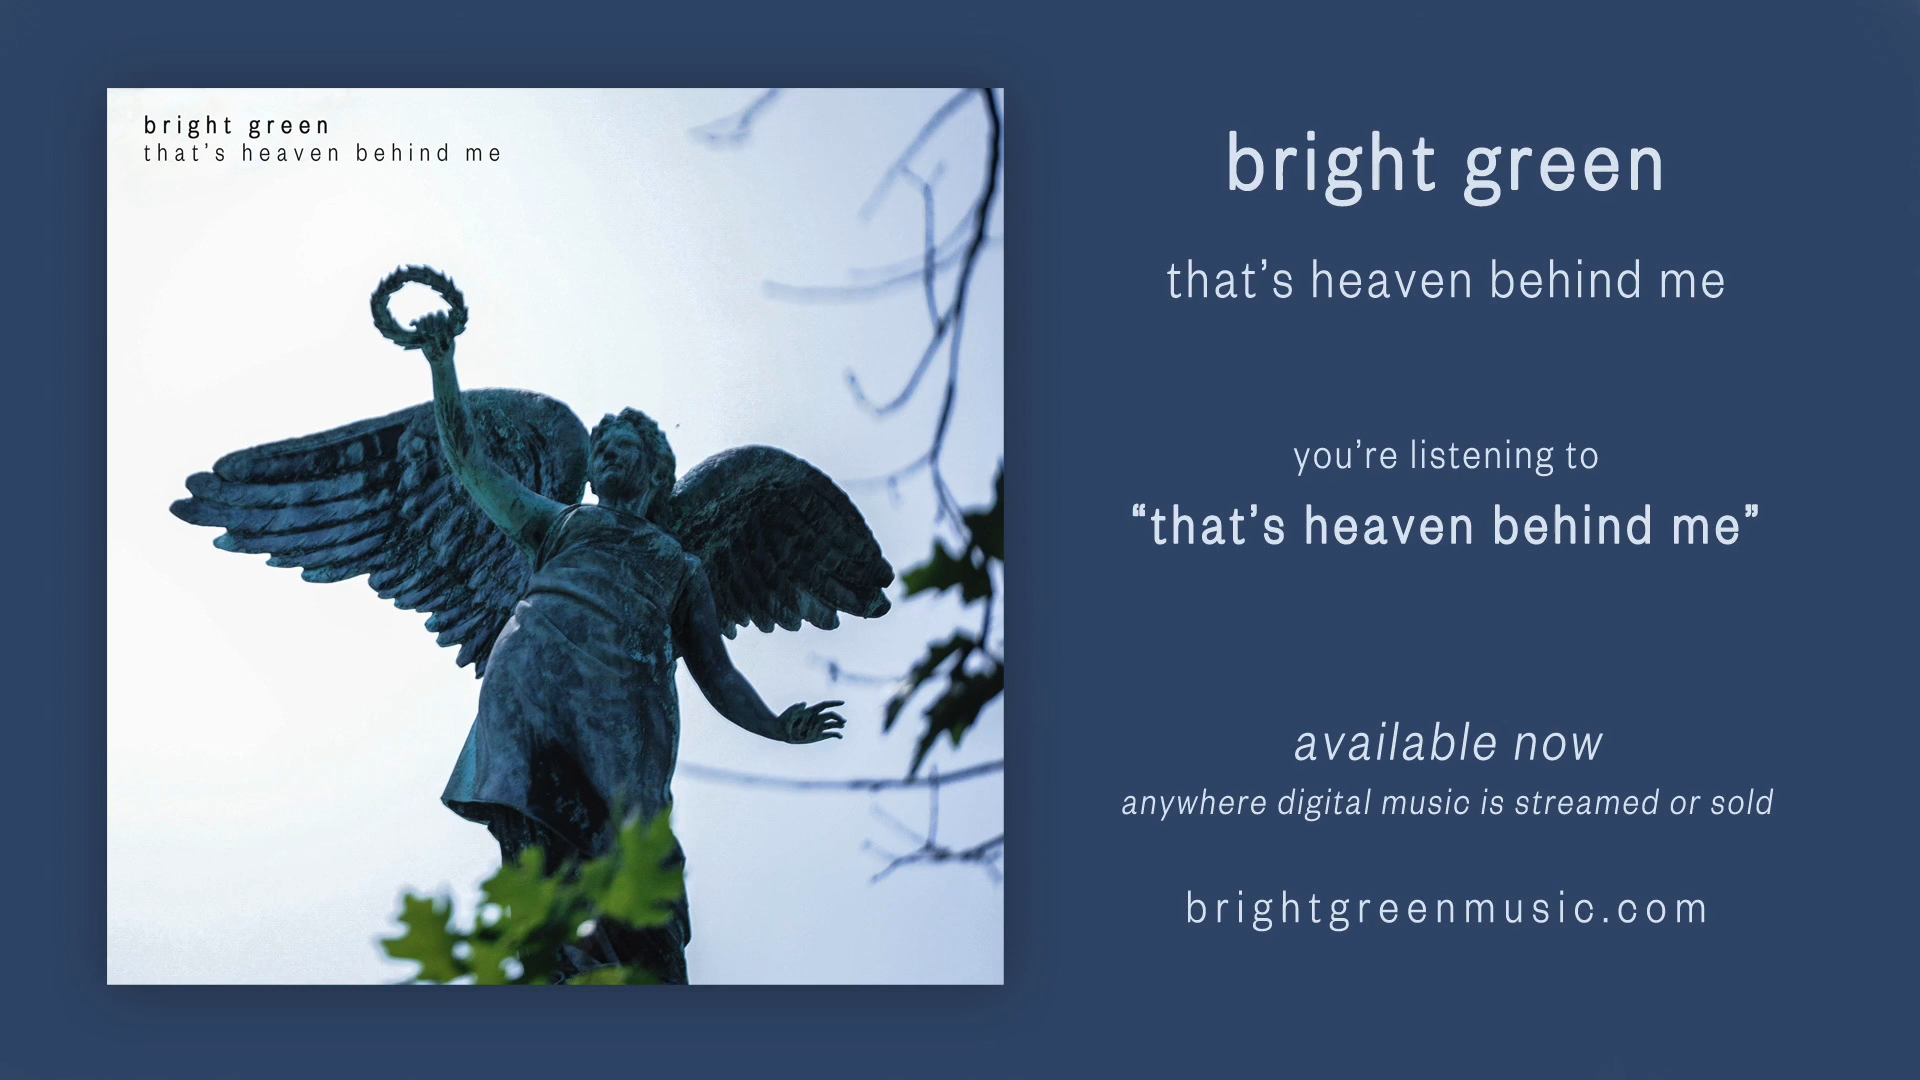 bright green
that’s heaven behind me
bright green
that’s heaven behind me
you’re listening to
“that’s heaven behind me”
available now
anywhere digital music is streamed or sold
brightgreenmusic.com